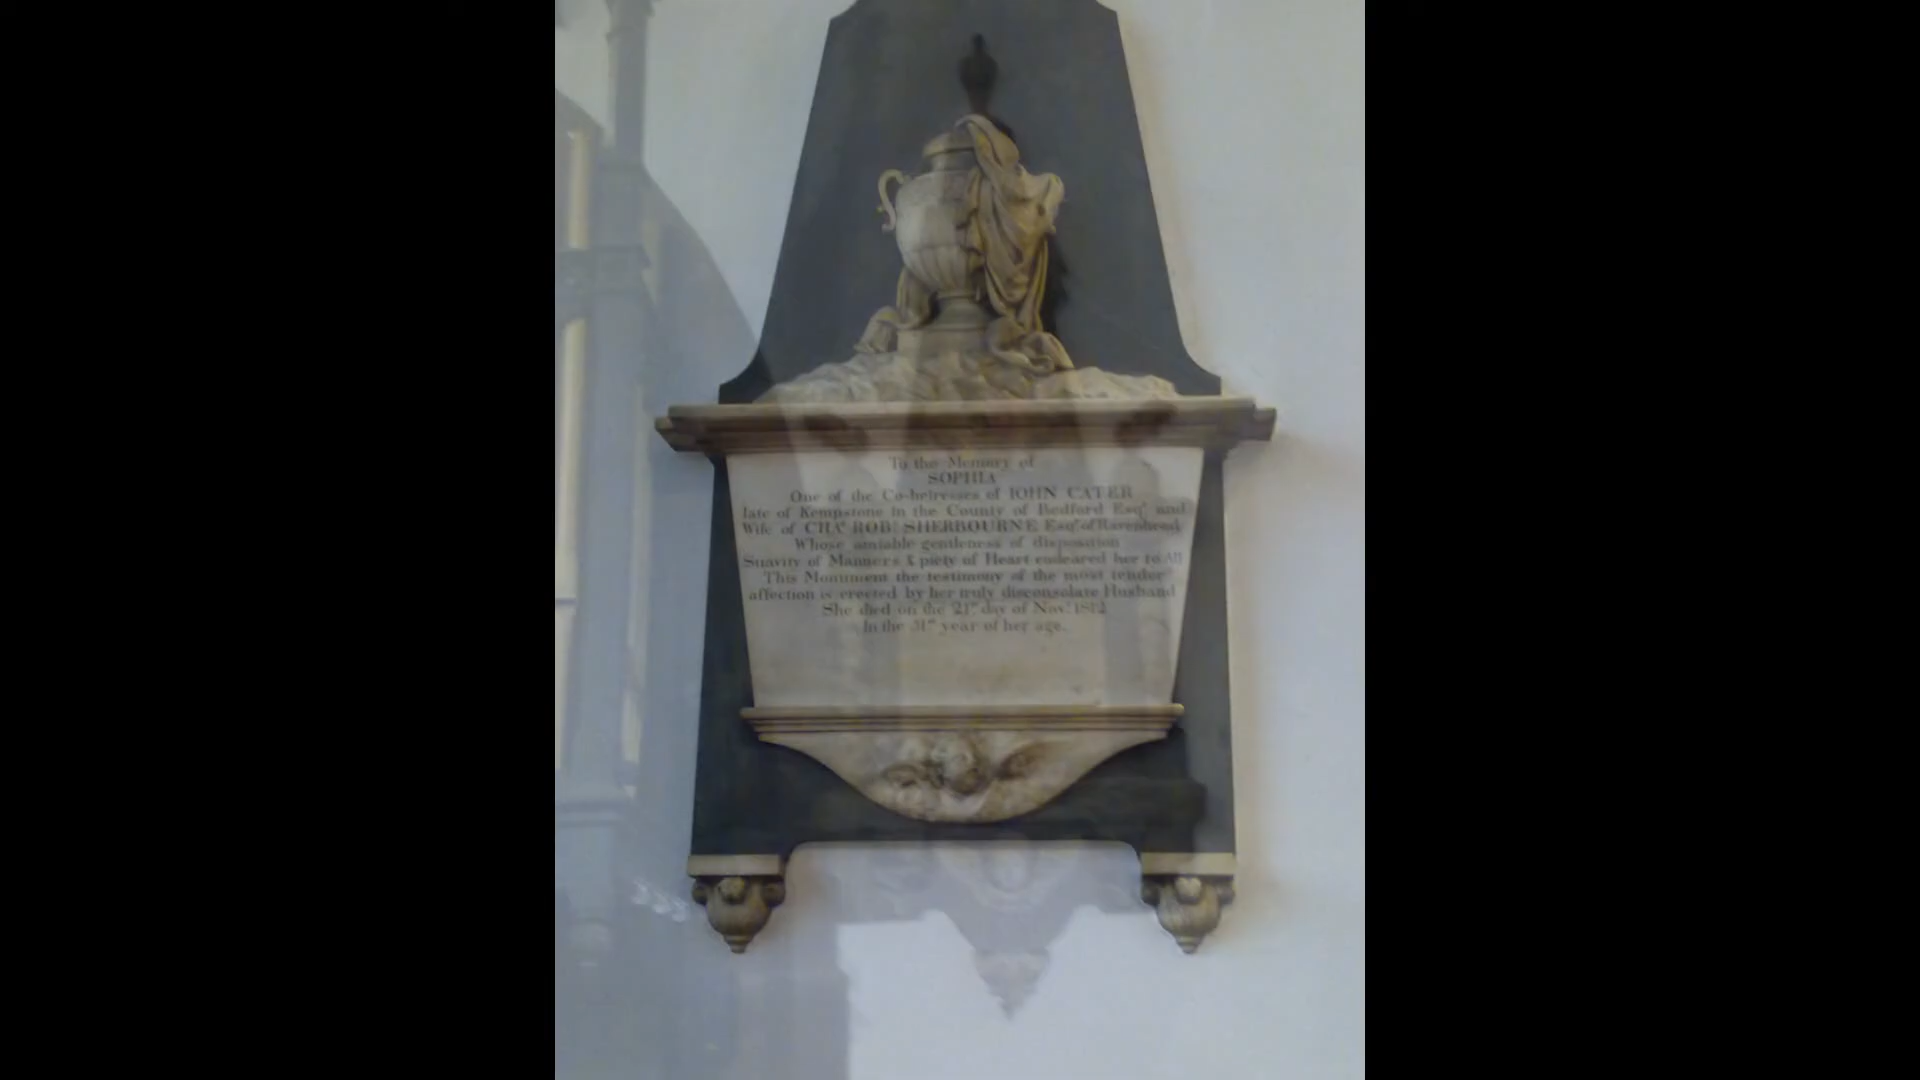 To the Memory of
SOPHIA
One of the Co-heiresses of IOHN CATER
late of Kempstone in the County of Bedford Esqr. and
Wife of CHAs. ROBt. SHERBOURNE Esqr. of Ravenhead,
Whose amiable gentleness of disposition
Suavity of Manners & piety of Heart endeared her to All
This Monument the testimony of the most tender
affection is erected by her truly disconsolate Husband
She died on the 21st. day of Novr. 1812
In the year of her age.